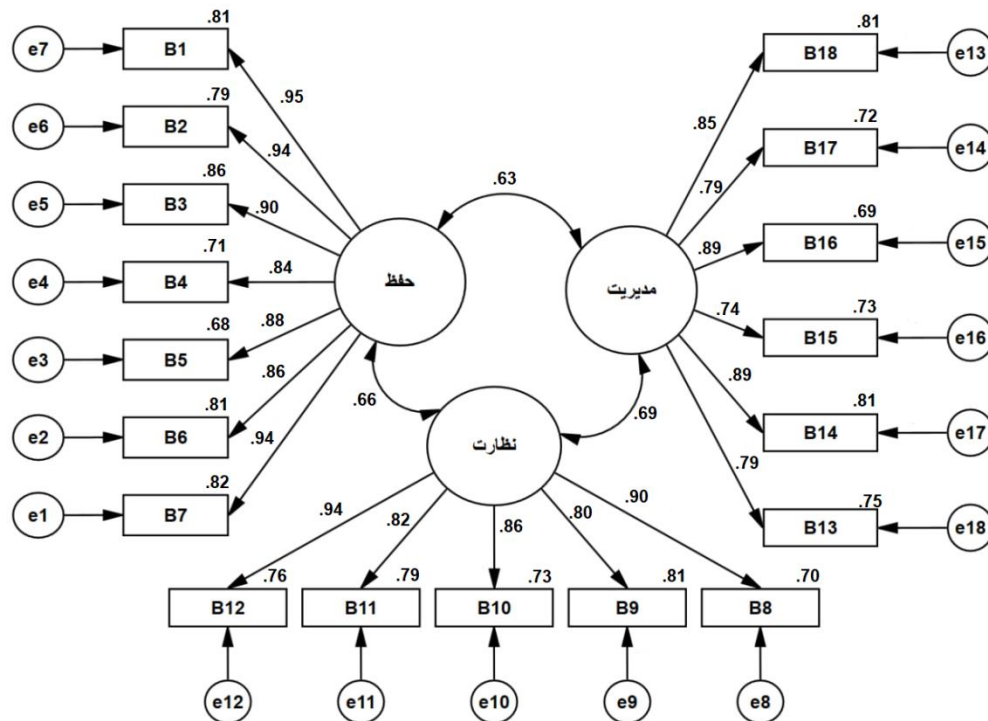 .81
e7 B1
.95
.79
e6 B2
.94
.86
e5 B3
.90
.71
e4 B4
.84
.68
e3 B5
.88
.81
e2 B6
.86
.82
e1 B7
.94
حفظ
.63
مدیریت
.66
.69
نظارت
.81
B18 e13
.85
.72
B17 e14
.79
.69
B16 e15
.89
.73
B15 e16
.74
.81
B14 e17
.89
.75
B13 e18
.79
.94 .82 .86 .80 .90
.76 .79 .73 .81 .70
B12 B11 B10 B9 B8
e12 e11 e10 e9 e8